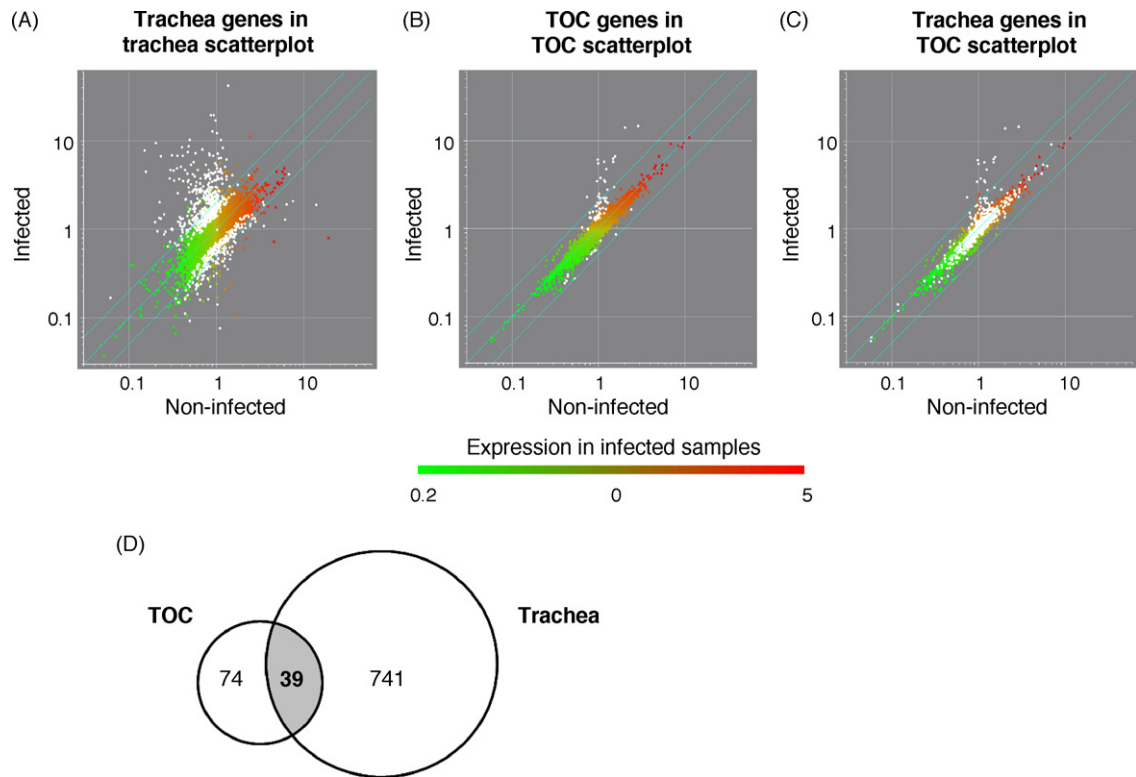 (A)
Trachea genes in
trachea scatterplot
Infected
10
1
0.1
0.1 1 10
Non-infected
(B)
TOC genes in
TOC scatterplot
Infected
10
1
0.1
0.1 1 10
Non-infected
(C)
Trachea genes in
TOC scatterplot
Infected
10
1
0.1
0.1 1 10
Non-infected
Expression in infected samples
0.2 0 5
(D)
TOC
Trachea
74 39 741